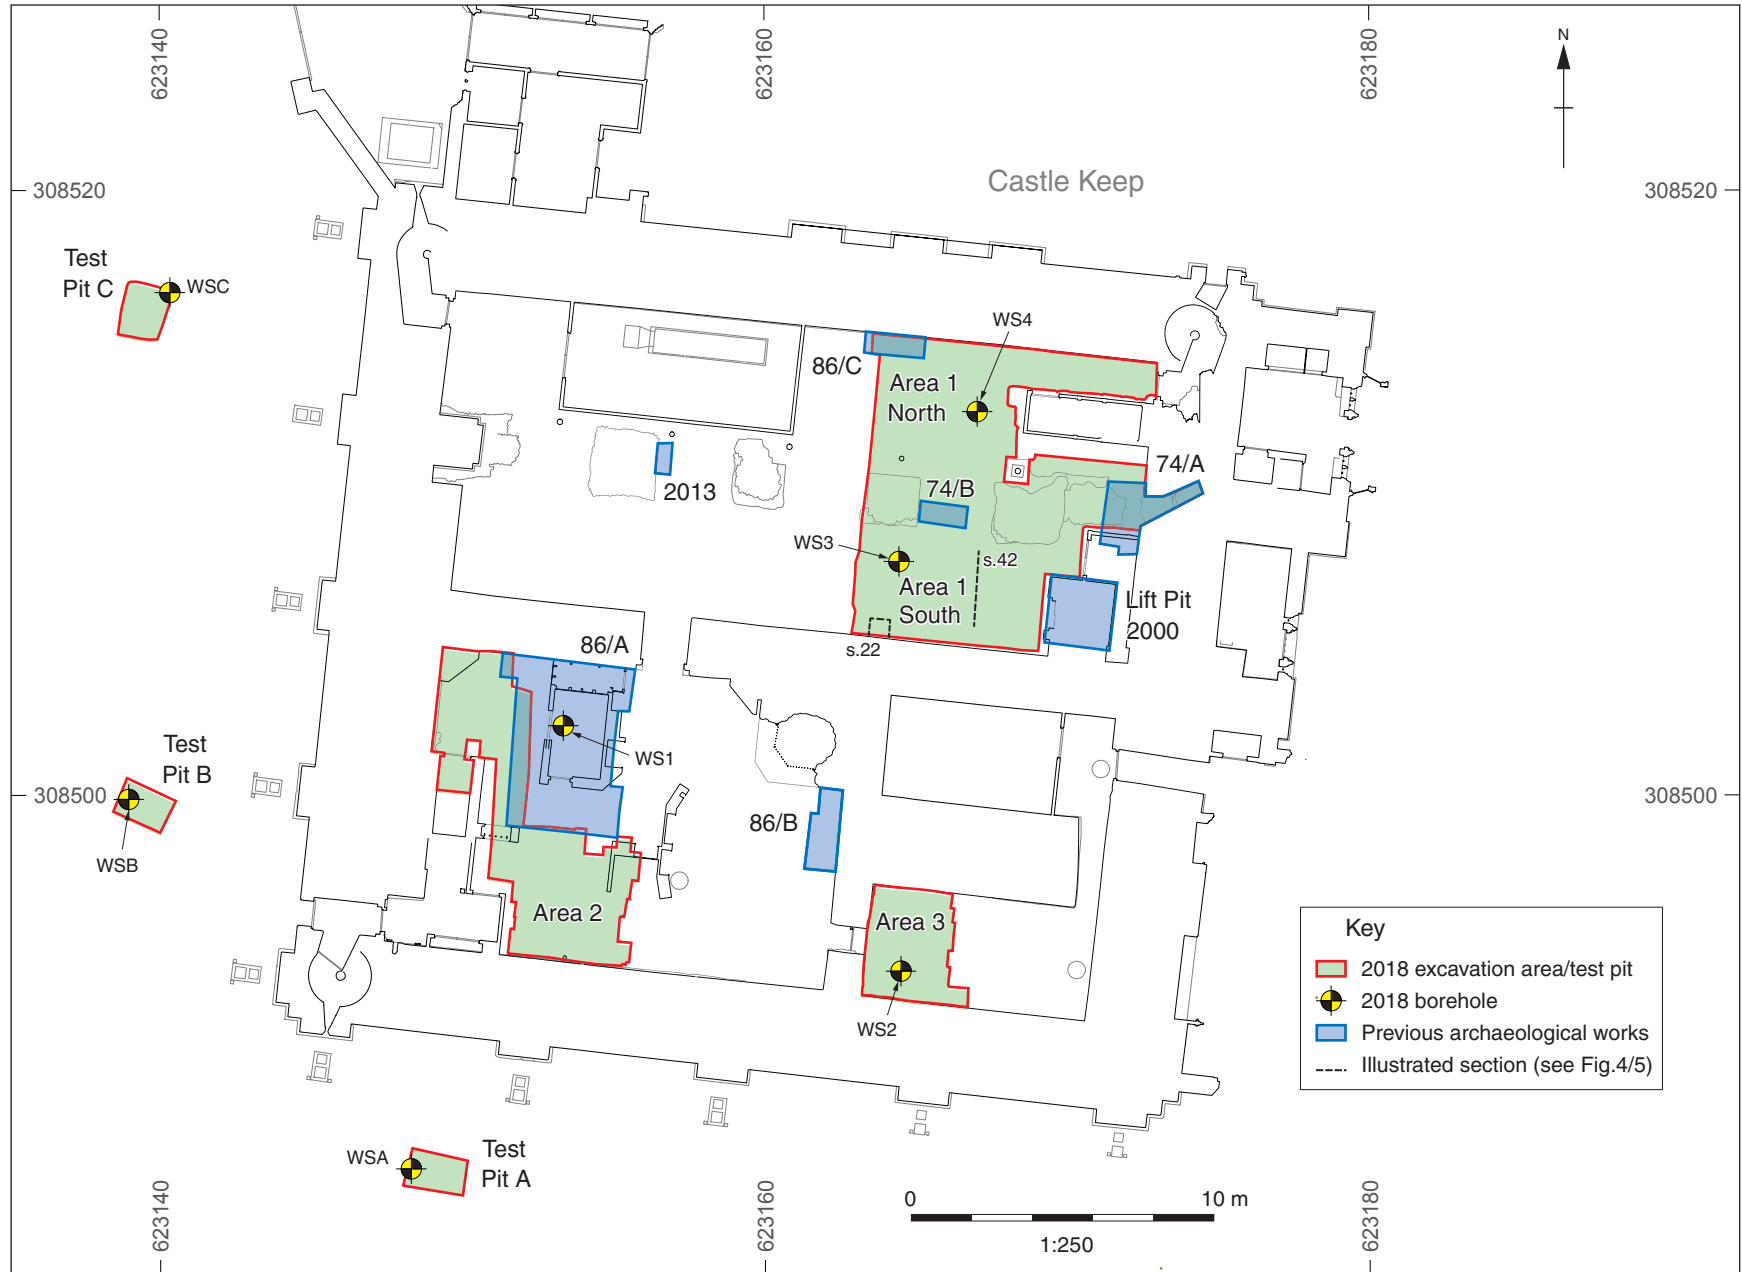 623140
623160
623180
N
308520
Castle Keep
308520
Test
Pit C
WSC
WS4
86/C
Area 1
North
74/A
2013
74/B
WS3
s.42
Area 1
South
Lift Pit
2000
s.22
86/A
Test
Pit B
WS1
308500
308500
86/B
WSB
Area 2
Area 3
WS2
Key
2018 excavation area/test pit
2018 borehole
Previous archaeological works
Illustrated section (see Fig.4/5)
WSA
Test
Pit A
0 10 m
1:250
623140
623160
623180